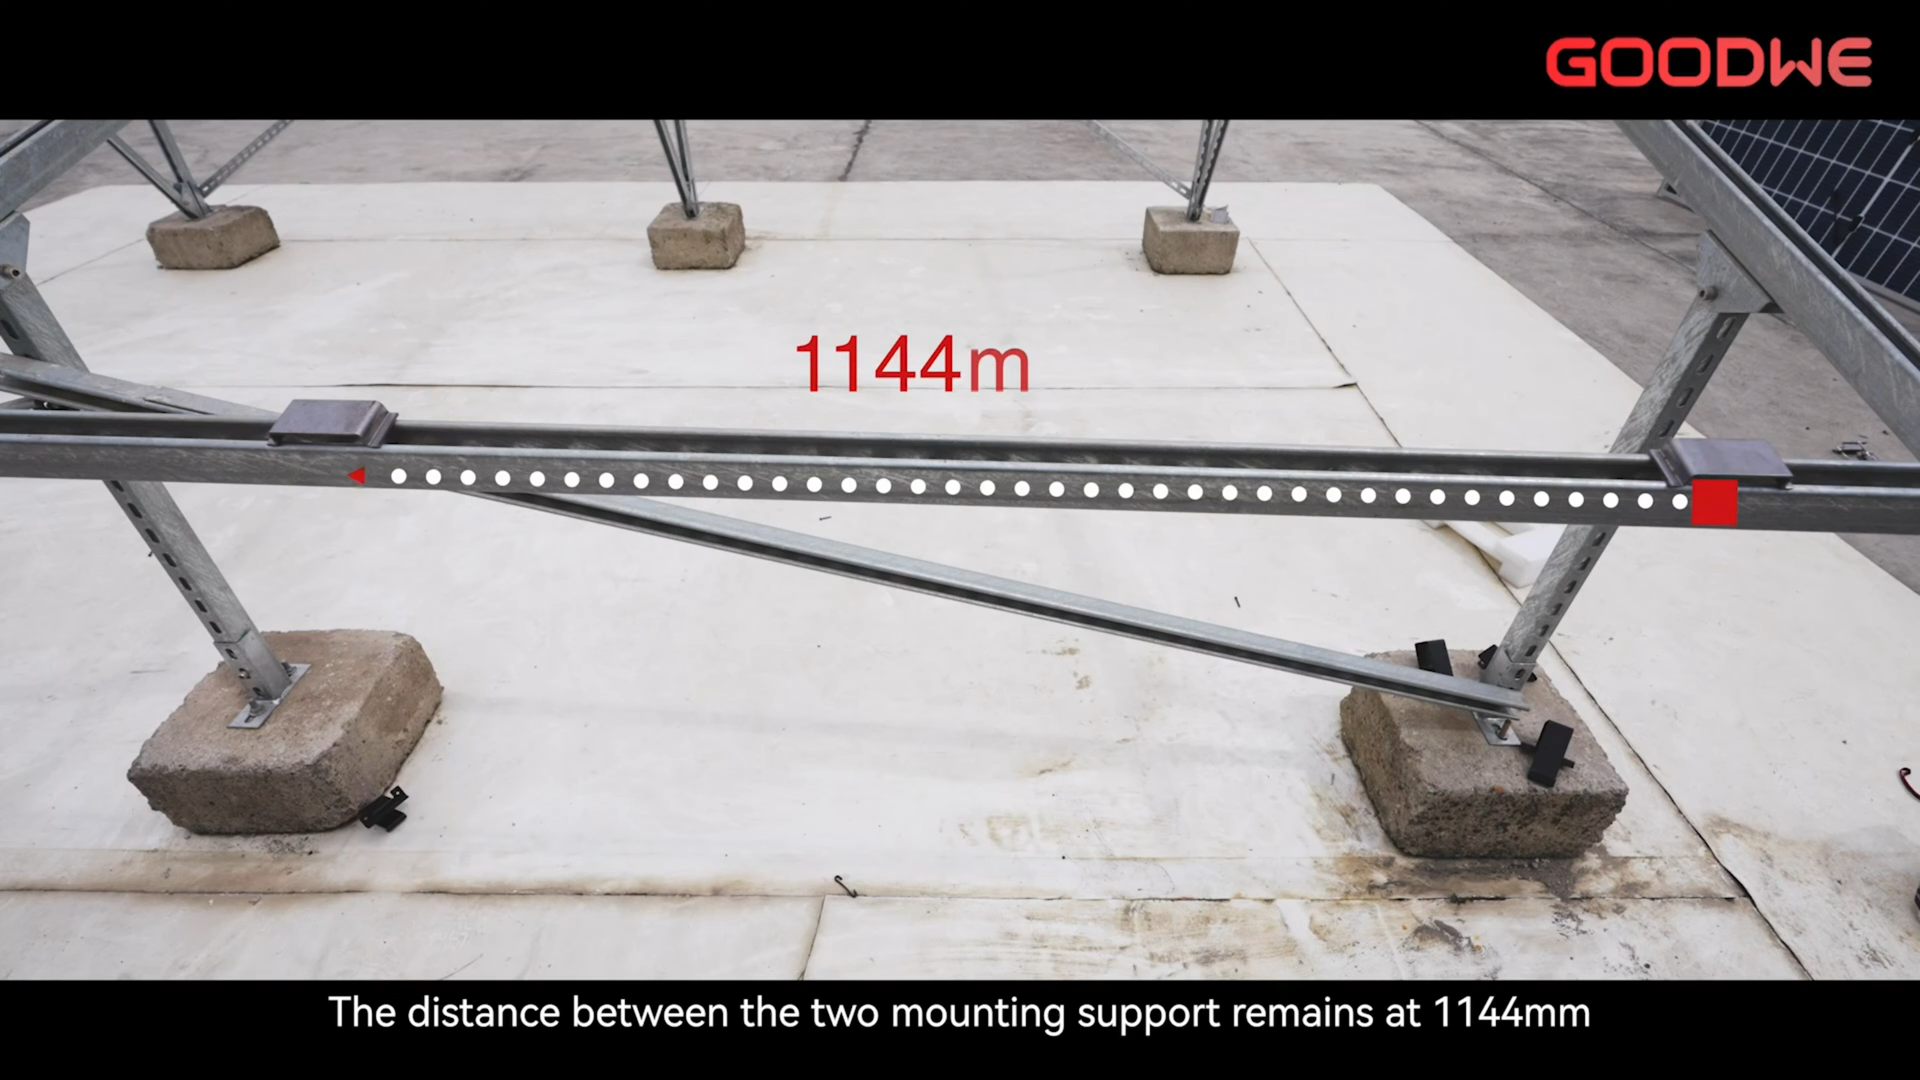 GOODWE
1144m
The distance between the two mounting support remains at 1144mm